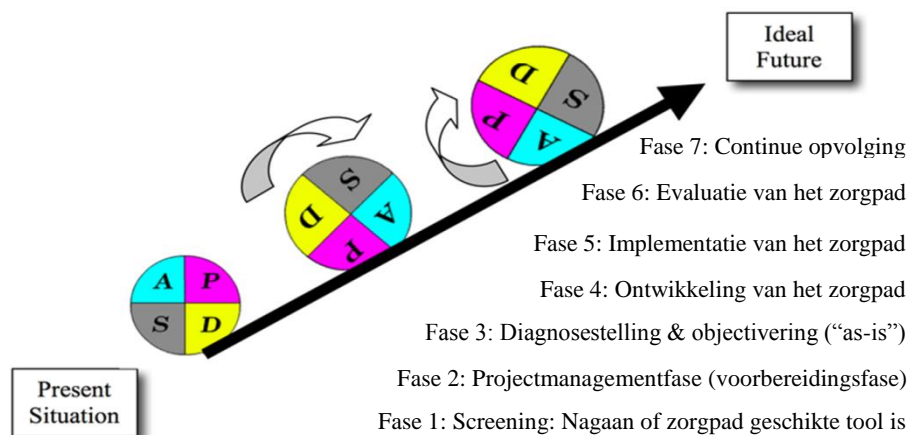 Ideal
Future
D
S
P
A
Fase 7: Continue opvolging
S
D
A
P
Fase 6: Evaluatie van het zorgpad
Fase 5: Implementatie van het zorgpad
A P
S D
Fase 4: Ontwikkeling van het zorgpad
Fase 3: Diagnosestelling & objectivering (“as-is”)
Present
Situation
Fase 2: Projectmanagementfase (voorbereidingsfase)
Fase 1: Screening: Nagaan of zorgpad geschikte tool is